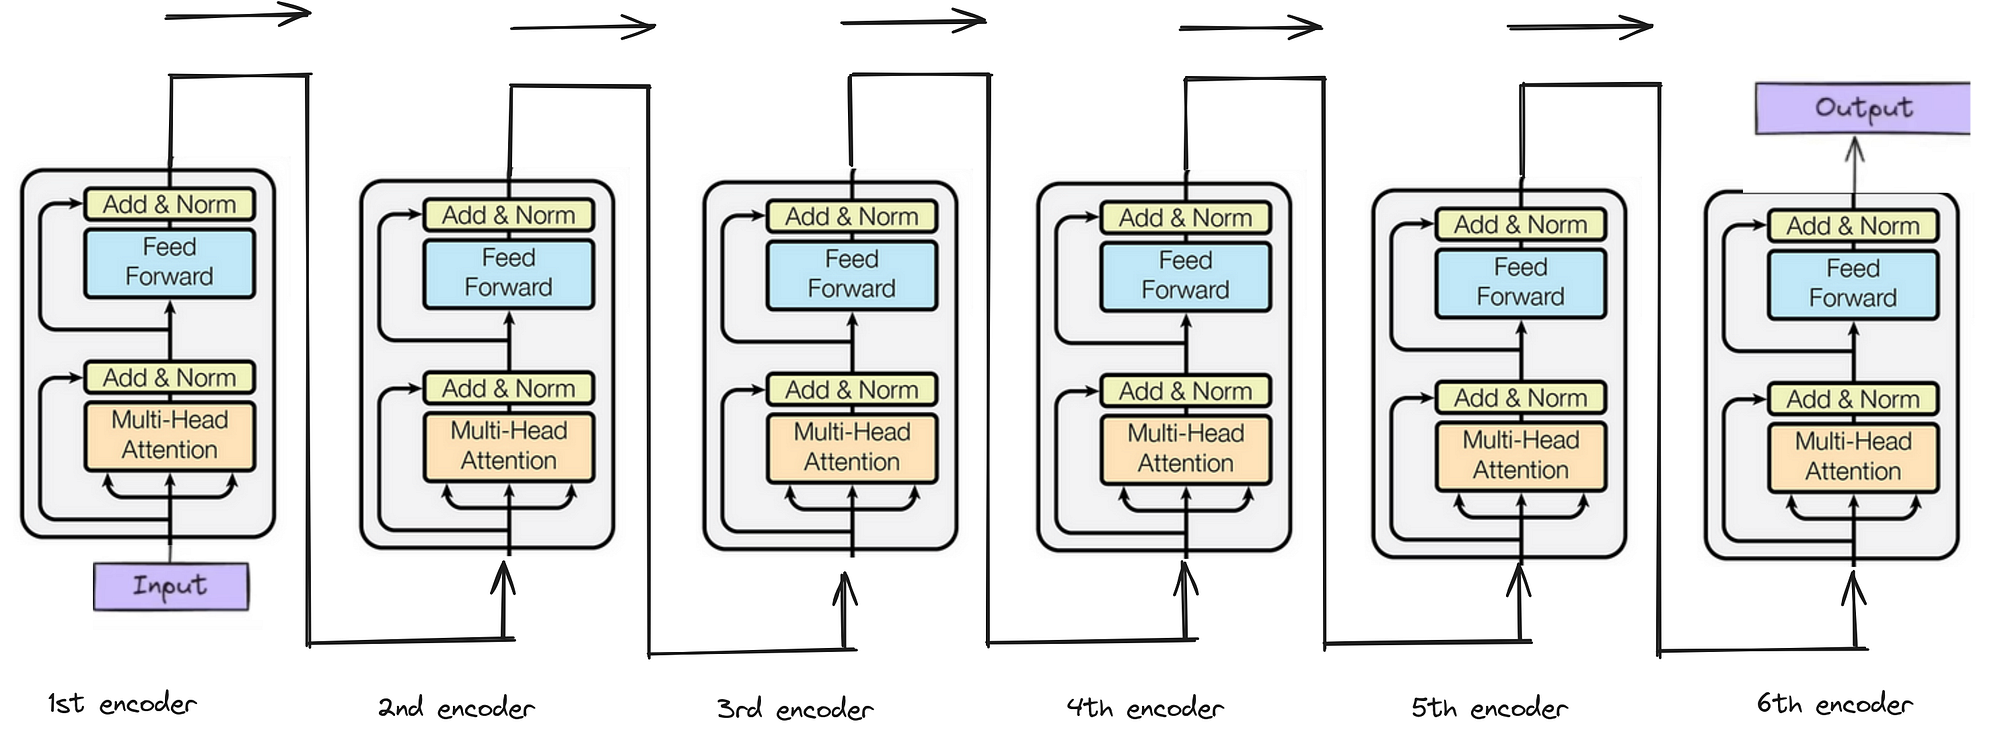 Add & Norm
Feed
Forward
Add & Norm
Multi-Head
Attention
Input
1st encoder
Add & Norm
Feed
Forward
Add & Norm
Multi-Head
Attention
2nd encoder
Add & Norm
Feed
Forward
Add & Norm
Multi-Head
Attention
3rd encoder
Add & Norm
Feed
Forward
Add & Norm
Multi-Head
Attention
4th encoder
Add & Norm
Feed
Forward
Add & Norm
Multi-Head
Attention
5th encoder
Output
Add & Norm
Feed
Forward
Add & Norm
Multi-Head
Attention
6th encoder